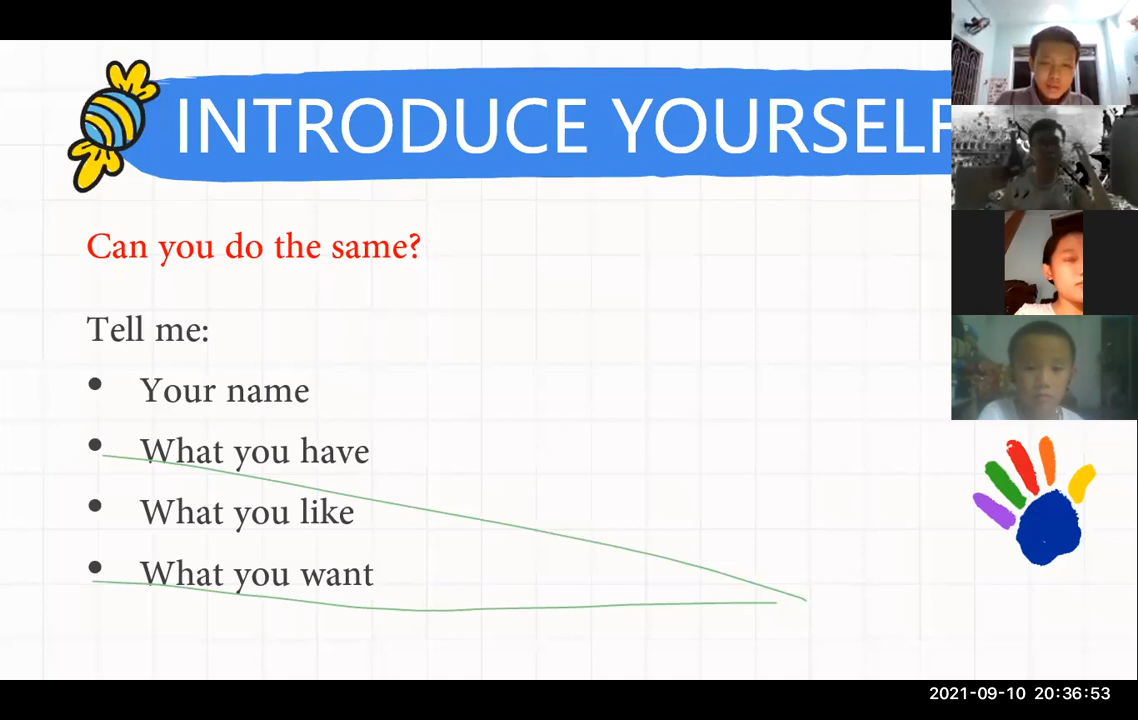 INTRODUCE YOURSELF
Can you do the same?
Tell me:
• Your name
• What you have
• What you like
• What you want
2021-09-10 20:36:53